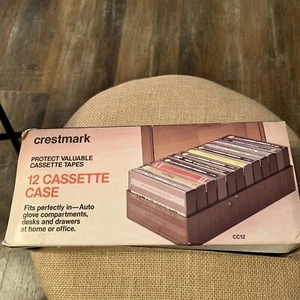 crestmark
PROTECT VALUABLE
CASSETTE TAPES
12 CASSETTE
CASE
Fits perfectly in—Auto
glove compartments,
desks and drawers
at home or office.
CC12